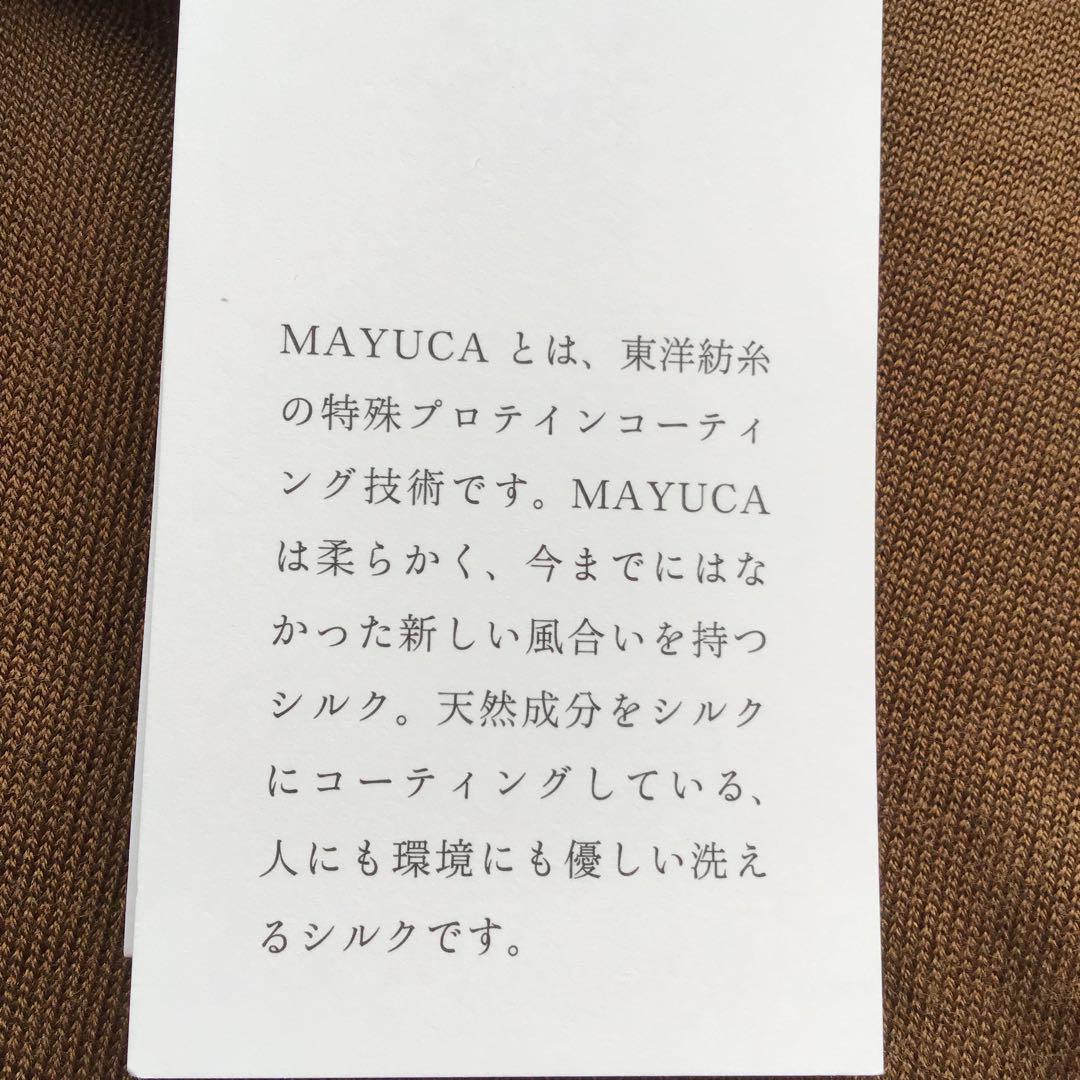 MAYUCA とは、東洋紡糸
の特殊プロテインコーティ
ング技術です。MAYUCA
は柔らかく、今までにはな
かった新しい風合いを持つ
シルク。天然成分をシルク
にコーティングしている、
人にも環境にも優しい洗え
るシルクです。